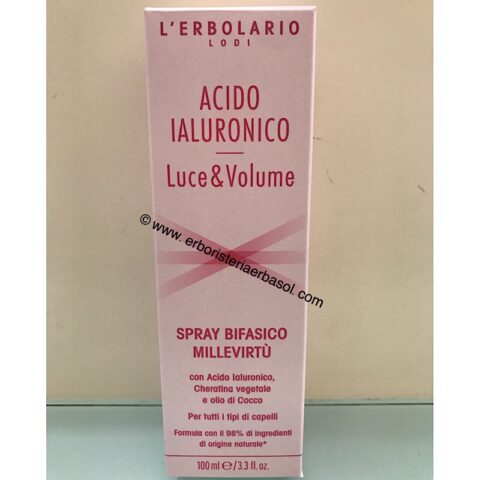 L'ERBOLARIO
LODI
ACIDO
IALURONICO
Luce&Volume
© www.erboristeriaerbasol.com
SPRAY BIFASICO
MILLEVIRTÙ
con Acido Ialuronico,
Cheratina vegetale
e olio di Cocco
Per tutti i tipi di capelli
Formula con il 98% di ingredienti
di origine naturale*
100 ml e/3.3 fl. oz.